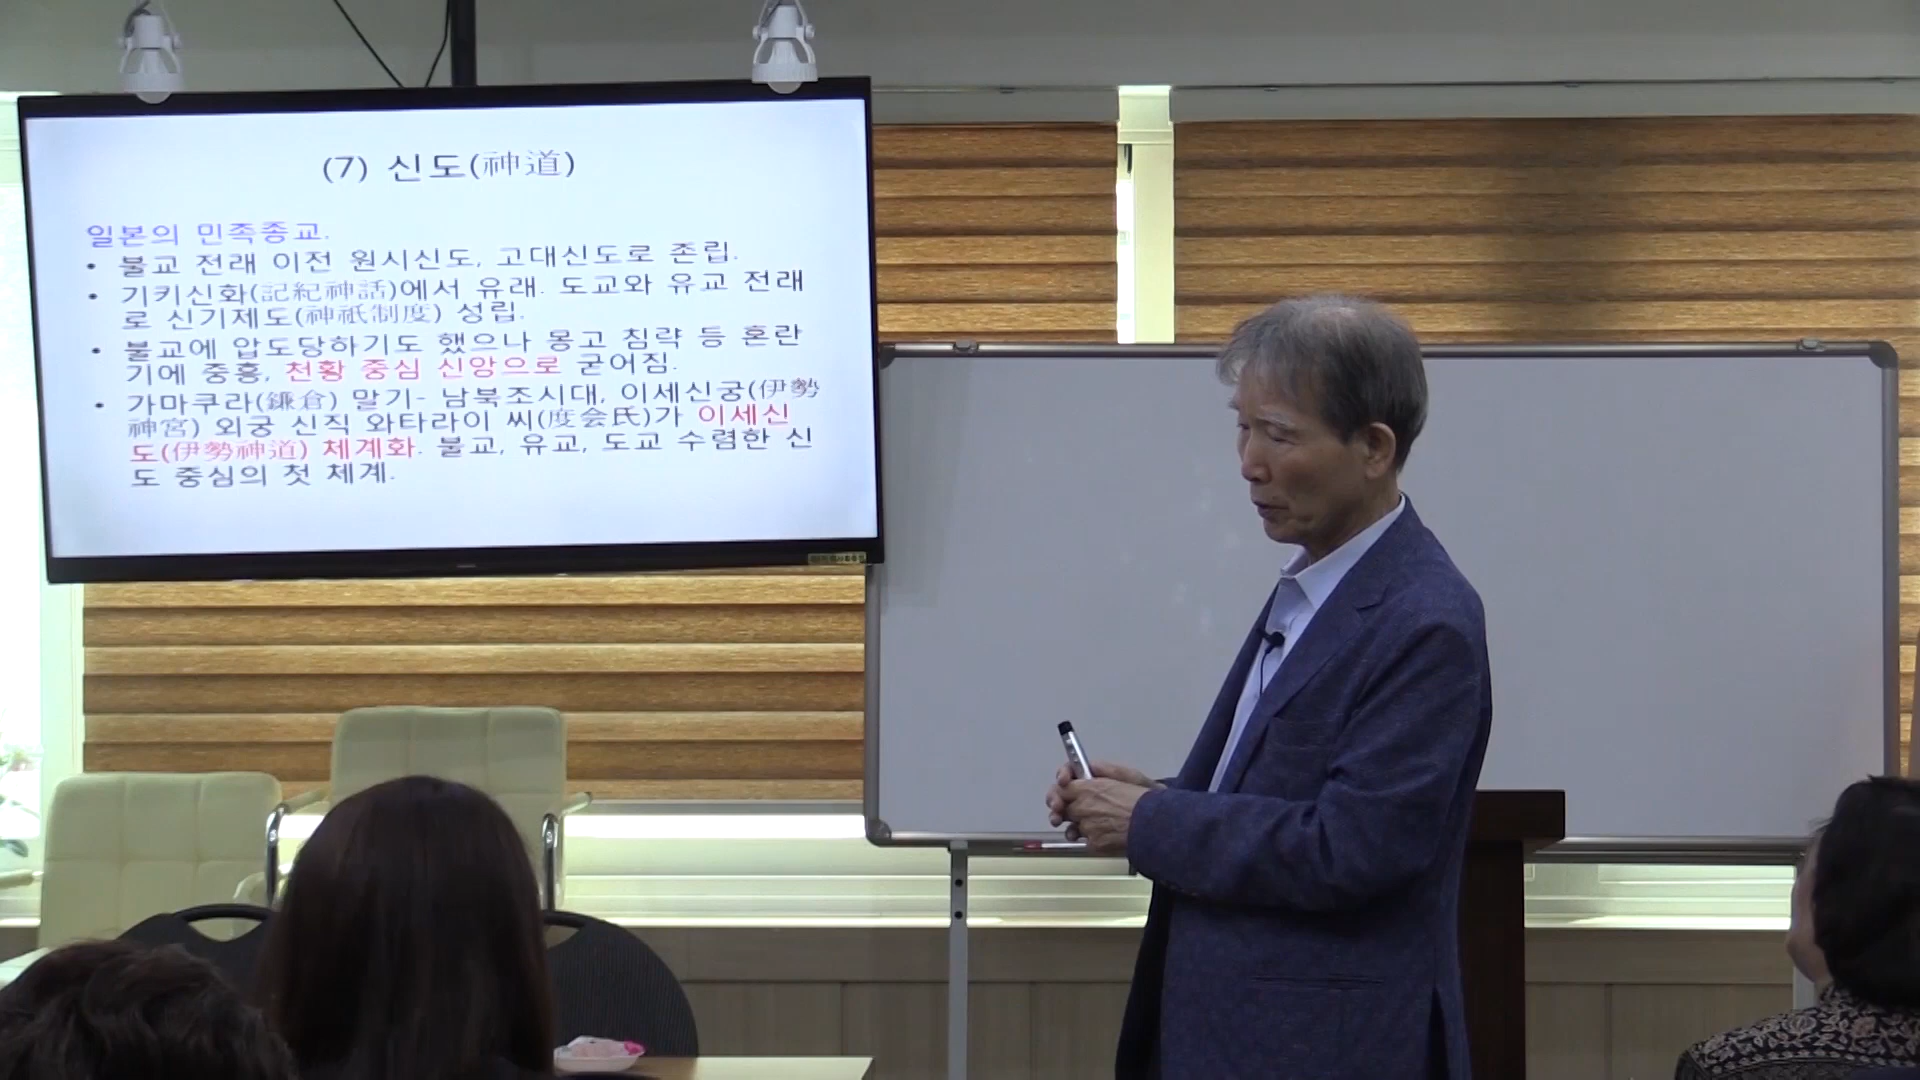 (7) 신도(神道)
일본의 민족종교.
• 불교 전래 이전 원시신도, 고대신도로 존립.
• 기키신화(記紀神話)에서 유래. 도교와 유교 전래
로 신기제도(神祇制度) 성립.
• 불교에 압도당하기도 했으나 몽고 침략 등 혼란
기에 중흥, 천황 중심 신앙으로 굳어짐.
• 가마쿠라(鎌倉) 말기- 남북조시대, 이세신궁(伊勢
神宮) 외궁 신직 와타라이 씨(度会氏)가 이세신
도(伊勢神道) 체계화. 불교, 유교, 도교 수렴한 신
도 중심의 첫 체계.